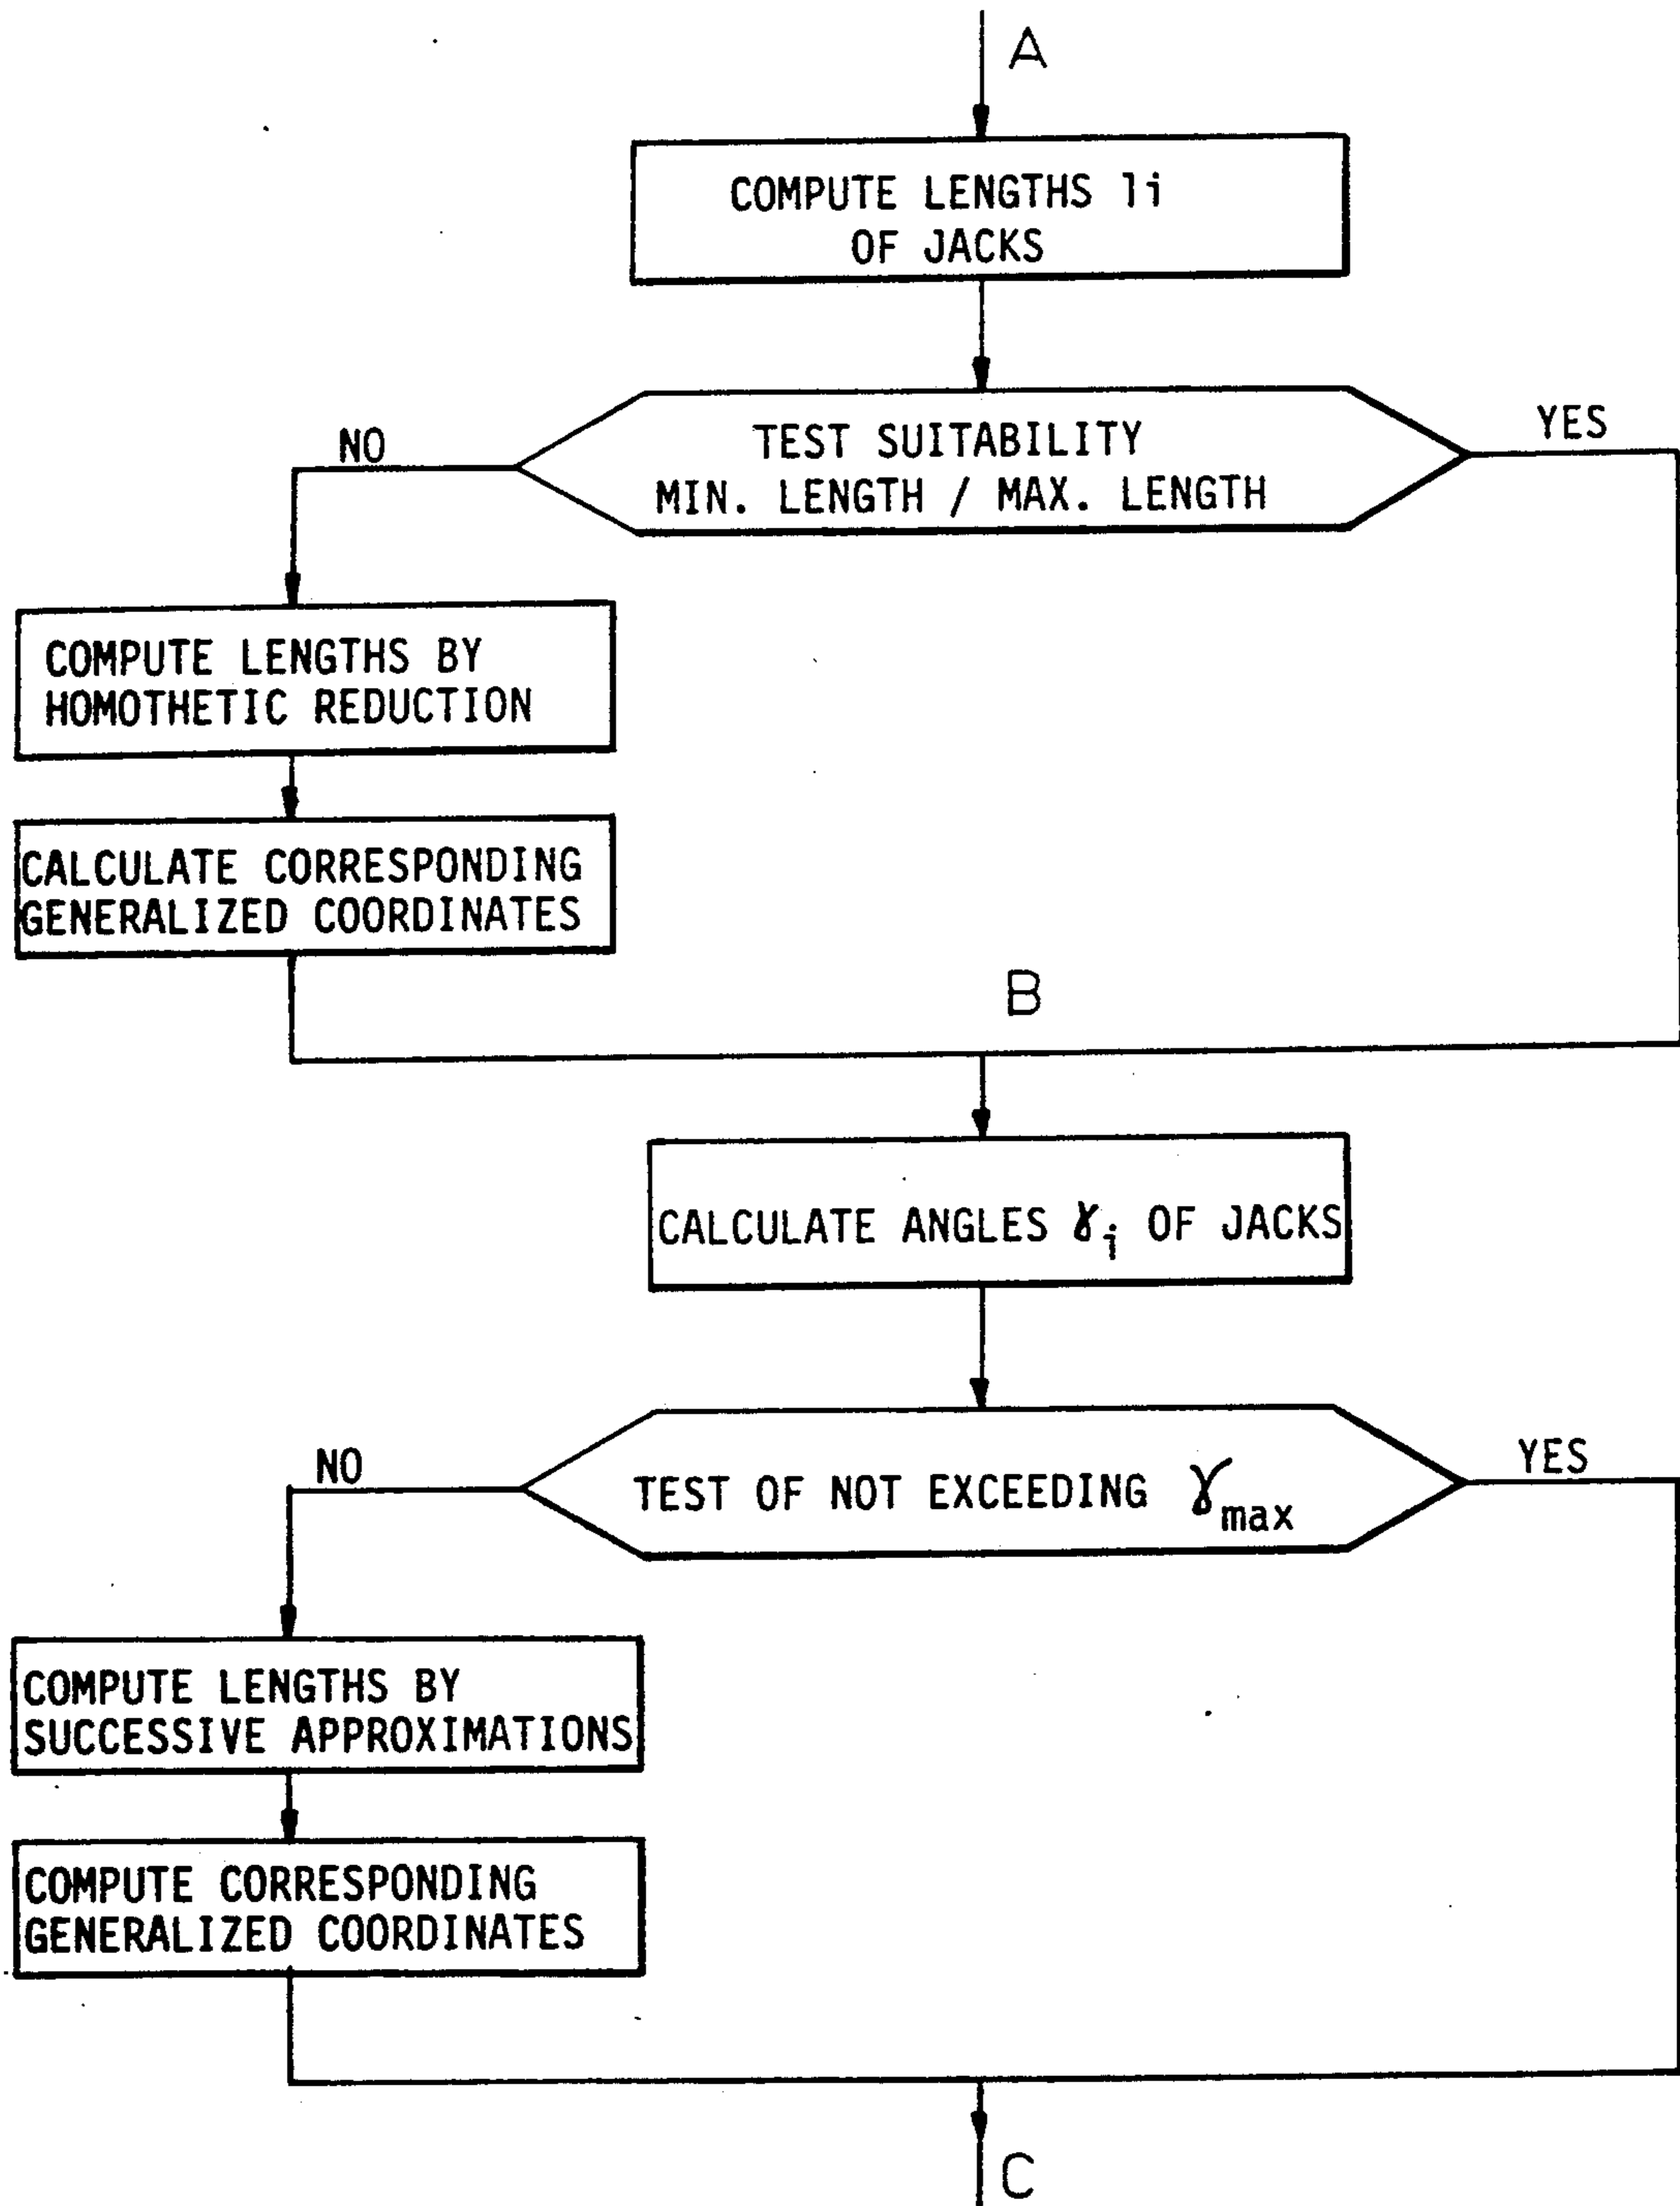 A
COMPUTE LENGTHS li
OF JACKS
TEST SUITABILITY
MIN. LENGTH / MAX. LENGTH
NO
YES
COMPUTE LENGTHS BY
HOMOTHETIC REDUCTION
CALCULATE CORRESPONDING
GENERALIZED COORDINATES
B
CALCULATE ANGLES γi OF JACKS
TEST OF NOT EXCEEDING γmax
NO
YES
COMPUTE LENGTHS BY
SUCCESSIVE APPROXIMATIONS
COMPUTE CORRESPONDING
GENERALIZED COORDINATES
C